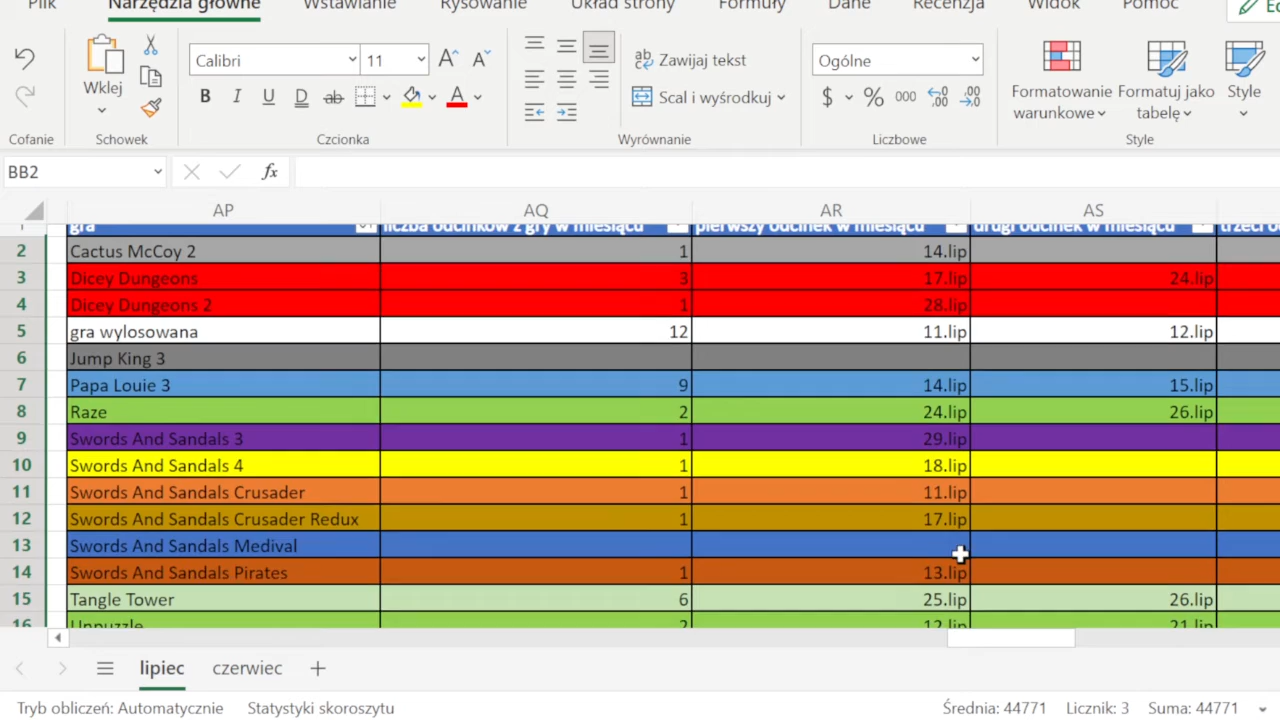 Plik Narzędzia główne Wstawianie Rysowanie Układ strony Formuły Dane Recenzja Widok Pomoc
Calibri 11 Zawijaj tekst Ogólne
Wklej Scal i wyśrodkuj $ % 000 Formatowanie warunkowe Formatuj jako tabelę Style
Cofanie Schowek Czcionka Wyrównanie Liczbowe Style
BB2 fx
AP AQ AR AS
1 gra liczba odcinków z gry w miesiącu pierwszy odcinek w miesiącu drugi odcinek w miesiącu
2 Cactus McCoy 2 1 14.lip
3 Dicey Dungeons 3 17.lip 24.lip
4 Dicey Dungeons 2 1 28.lip
5 gra wylosowana 12 11.lip 12.lip
6 Jump King 3
7 Papa Louie 3 9 14.lip 15.lip
8 Raze 2 24.lip 26.lip
9 Swords And Sandals 3 1 29.lip
10 Swords And Sandals 4 1 18.lip
11 Swords And Sandals Crusader 1 11.lip
12 Swords And Sandals Crusader Redux 1 17.lip
13 Swords And Sandals Medival
14 Swords And Sandals Pirates 1 13.lip
15 Tangle Tower 6 25.lip 26.lip
16 Unpuzzle 2 12.lip 21.lip
lipiec czerwiec
Tryb obliczeń: Automatycznie Statystyki skoroszytu Średnia: 44771 Licznik: 3 Suma: 44771